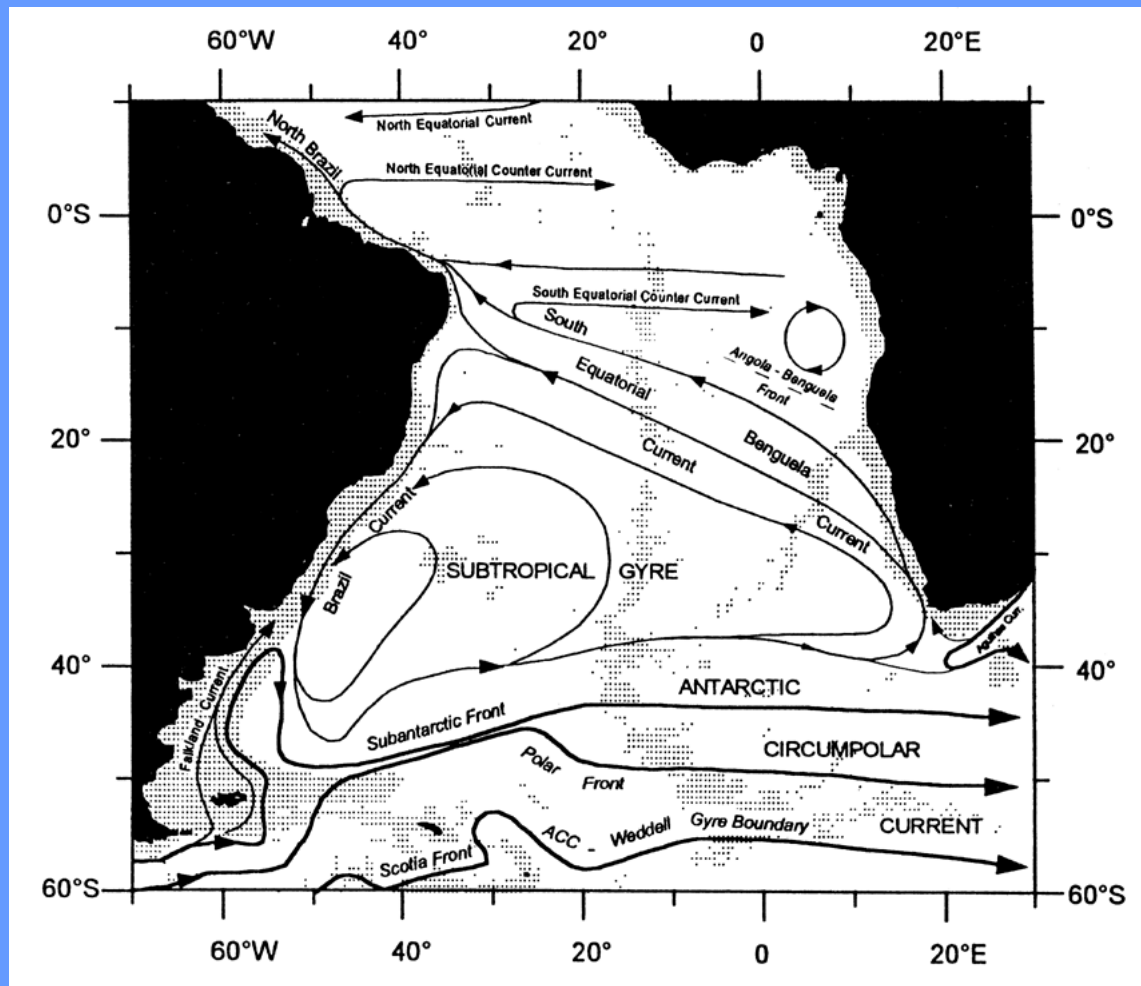 60°W 40° 20° 0 20°E
North Equatorial Current
North Brazil
North Equatorial Counter Current
0°S 0°S
South Equatorial Counter Current
South
Equatorial
Current
Angola - Benguela
Front
Benguela
Current
20° 20°
Current
Brazil
SUBTROPICAL GYRE
Agulhas Curr.
40° 40°
Falkland Current
ANTARCTIC
Subantarctic Front
CIRCUMPOLAR
Polar
Front
ACC - Weddell Gyre Boundary
CURRENT
Scotia Front
60°S 60°S
60°W 40° 20° 0 20°E